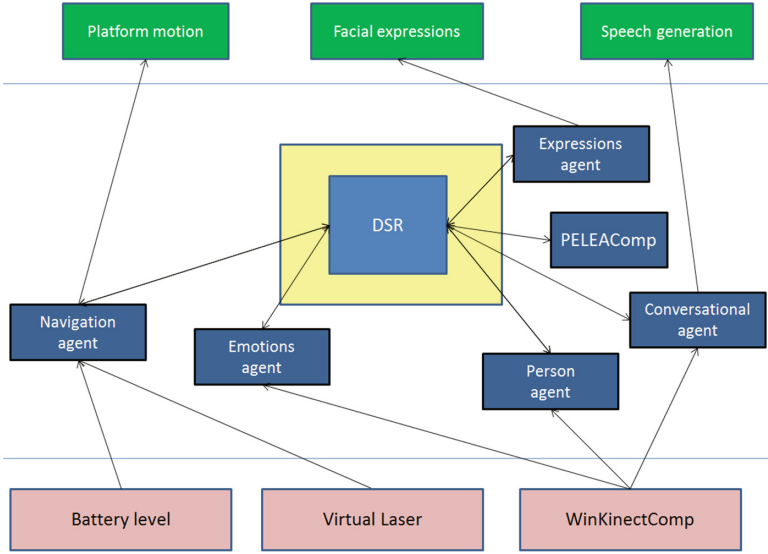 Platform motion
Facial expressions
Speech generation
Expressions
agent
DSR
PELEAComp
Navigation
agent
Emotions
agent
Person
agent
Conversational
agent
Battery level
Virtual Laser
WinKinectComp